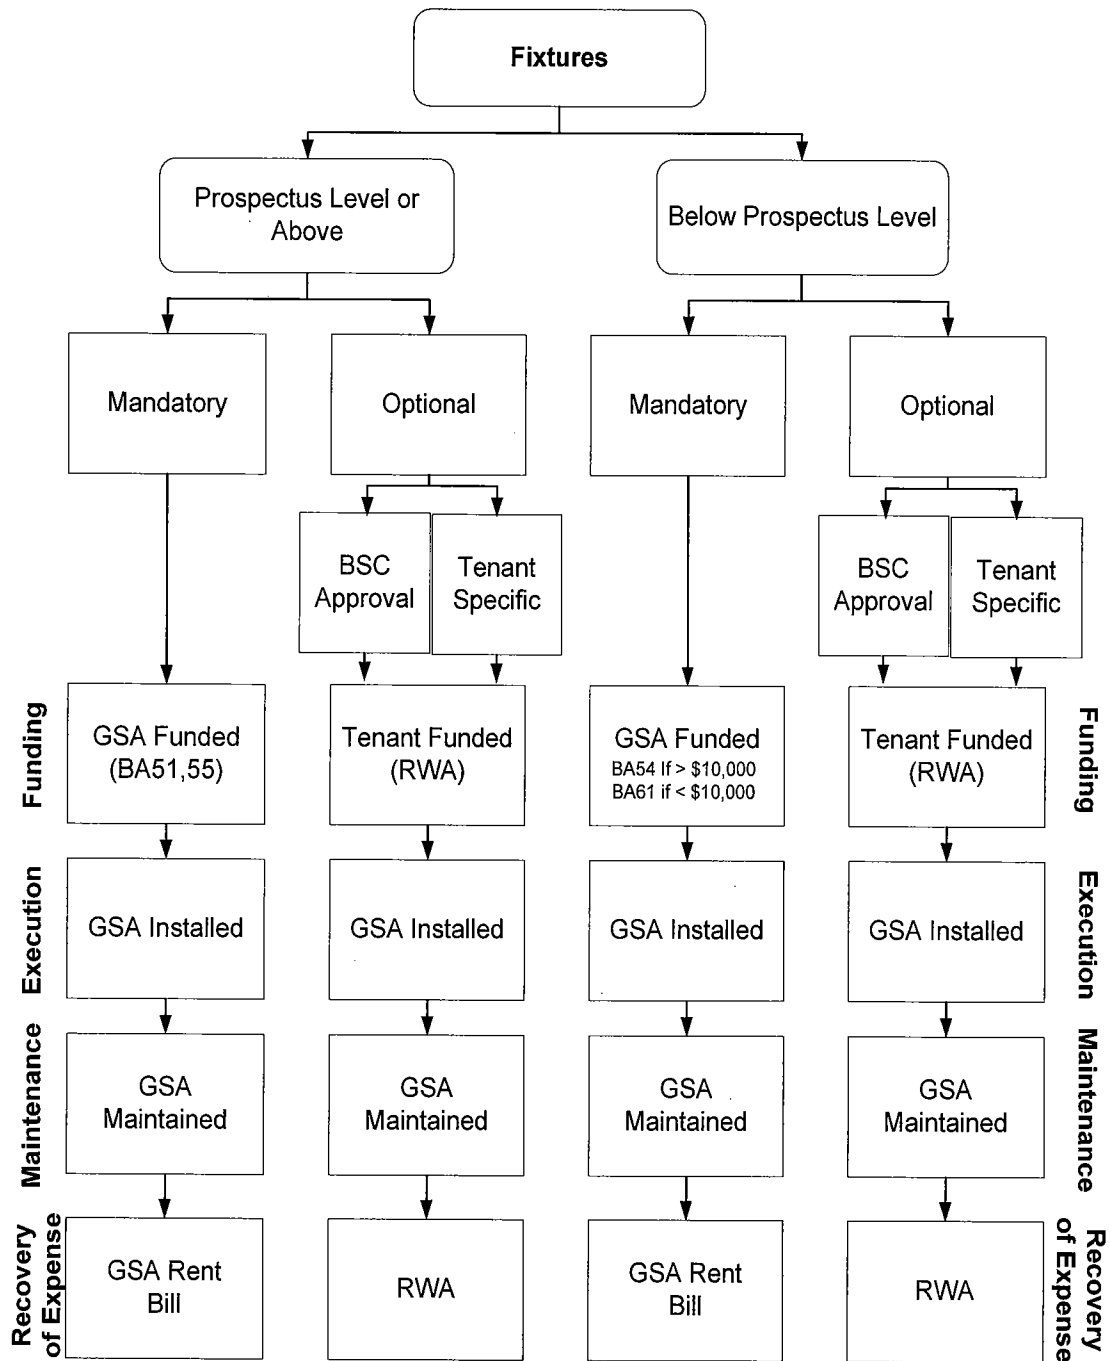 Fixtures
Prospectus Level or
Above
Below Prospectus Level
Mandatory
Optional
Mandatory
Optional
BSC
Approval
Tenant
Specific
BSC
Approval
Tenant
Specific
Funding
GSA Funded
(BA51,55)
Tenant Funded
(RWA)
GSA Funded
BA54 If > $10,000
BA61 if < $10,000
Tenant Funded
(RWA)
Funding
Execution
GSA Installed
GSA Installed
GSA Installed
GSA Installed
Execution
Maintenance
GSA
Maintained
GSA
Maintained
GSA
Maintained
GSA
Maintained
Maintenance
Recovery
of Expense
GSA Rent
Bill
RWA
GSA Rent
Bill
RWA
Recovery
of Expense